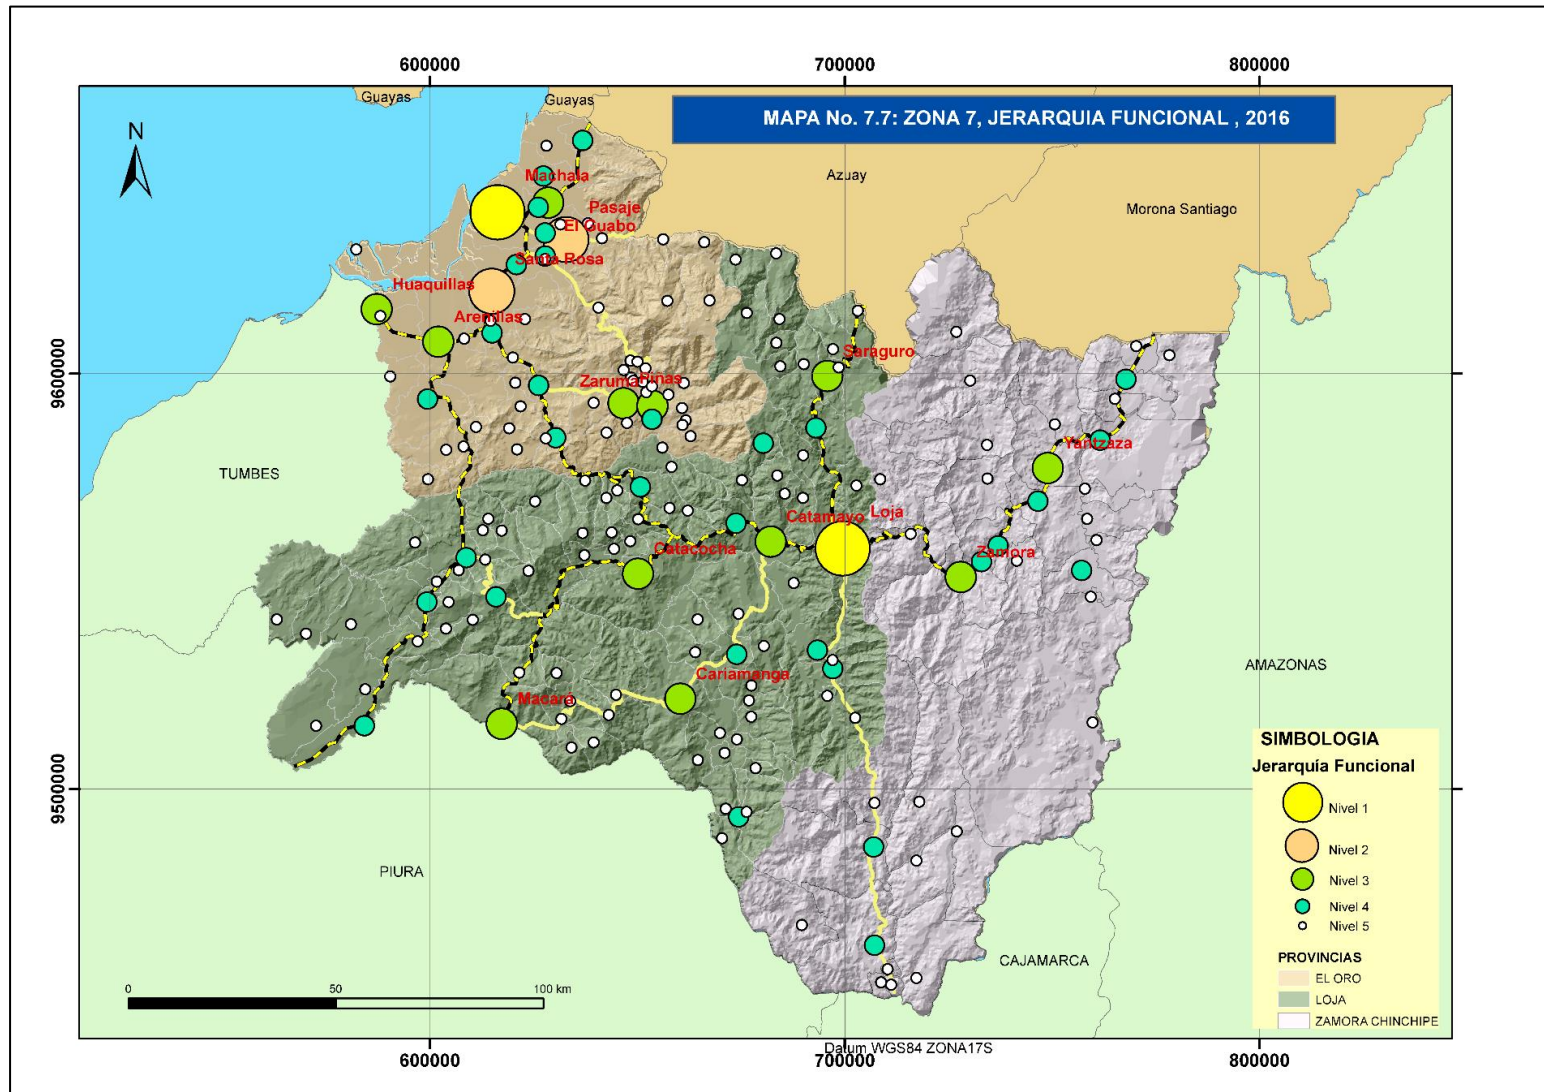 600000
700000
800000
Guayas
Guayas
MAPA No. 7.7: ZONA 7, JERARQUIA FUNCIONAL , 2016
N
Machala
Azuay
Pasaje
Morona Santiago
El Guabo
Santa Rosa
Huaquillas
Arenillas
Saraguro
9600000
Zaruma
Pinas
Yantzaza
TUMBES
Catamayo
Loja
Catacocha
Zamora
AMAZONAS
Cariamanga
Macará
SIMBOLOGIA
Jerarquía Funcional
Nivel 1
Nivel 2
Nivel 3
Nivel 4
Nivel 5
PROVINCIAS
EL ORO
LOJA
ZAMORA CHINCHIPE
9500000
PIURA
CAJAMARCA
0
50
100 km
Datum WGS84 ZONA17S
600000
700000
800000